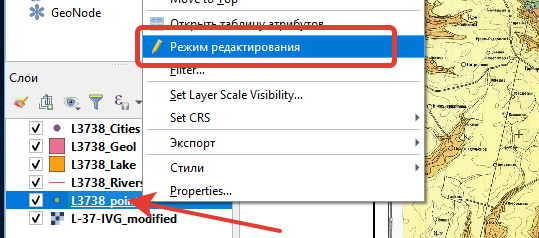 Move to Top
GeoNode
Открыть таблицу атрибутов
Режим редактирования
Filter...
Слои
Set Layer Scale Visibility...
Set CRS
L3738_Cities
L3738_Geol
Экспорт
L3738_Lake
Стили
L3738_Rivers
L3738_poin
Properties...
L-37-IVG_modified